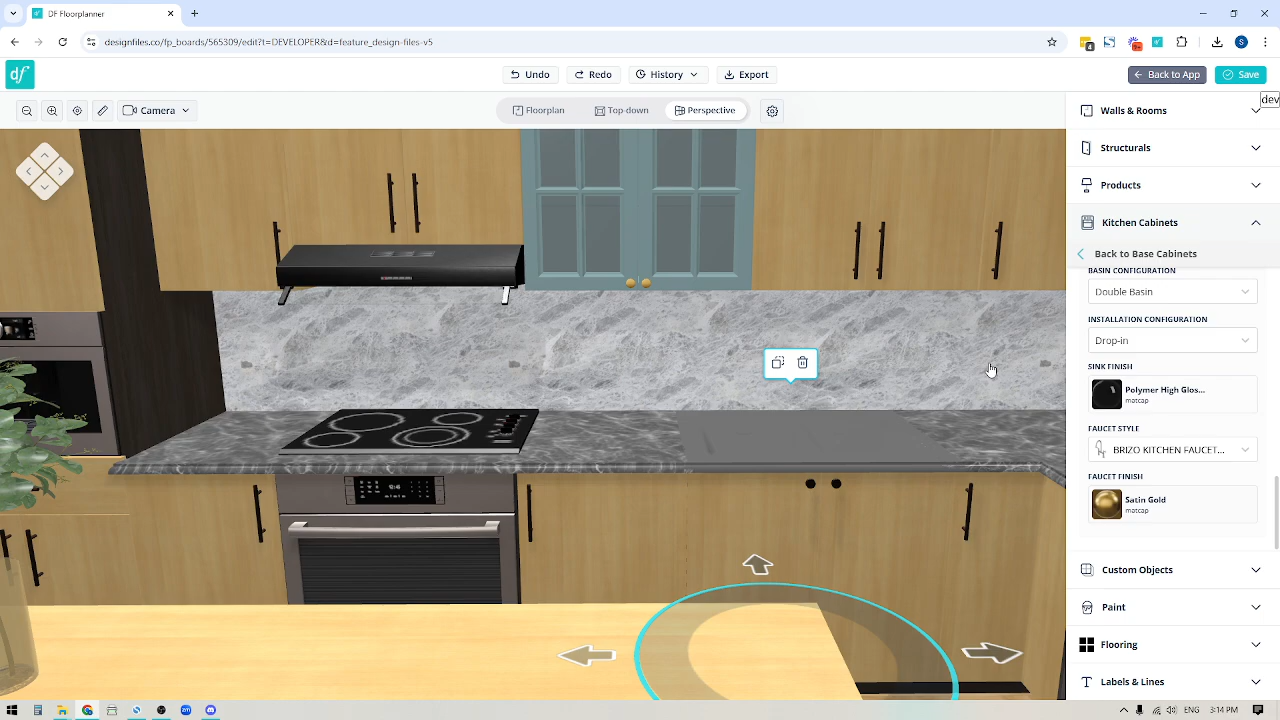 DF Floorplanner
designfiles.co/fp_boards/565309/edit?t=DEVELOPER&d=feature_design-files-v5
df
Undo
Redo
History
Export
Back to App
Save
dev
Camera
Floorplan
Top-down
Perspective
Walls & Rooms
Structurals
Products
Kitchen Cabinets
Back to Base Cabinets
BASIN CONFIGURATION
Double Basin
INSTALLATION CONFIGURATION
Drop-in
SINK FINISH
Polymer High Glos...
matcap
FAUCET STYLE
BRIZO KITCHEN FAUCET...
FAUCET FINISH
Satin Gold
matcap
Custom Objects
Paint
Flooring
Labels & Lines
ENG
3:14 PM